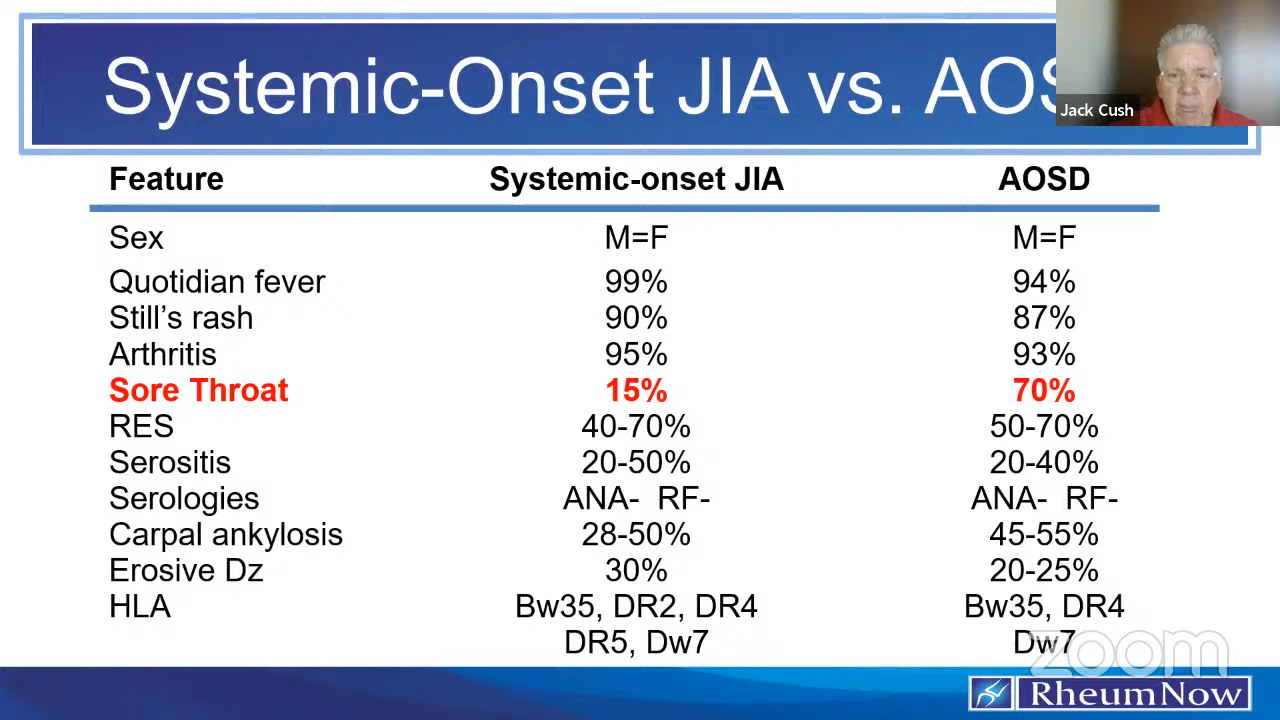 Systemic-Onset JIA vs. AOS
Jack Cush
Feature Systemic-onset JIA AOSD
Sex M=F M=F
Quotidian fever 99% 94%
Still’s rash 90% 87%
Arthritis 95% 93%
Sore Throat 15% 70%
RES 40-70% 50-70%
Serositis 20-50% 20-40%
Serologies ANA- RF- ANA- RF-
Carpal ankylosis 28-50% 45-55%
Erosive Dz 30% 20-25%
HLA Bw35, DR2, DR4 Bw35, DR4
DR5, Dw7 Dw7
zoom
RheumNow